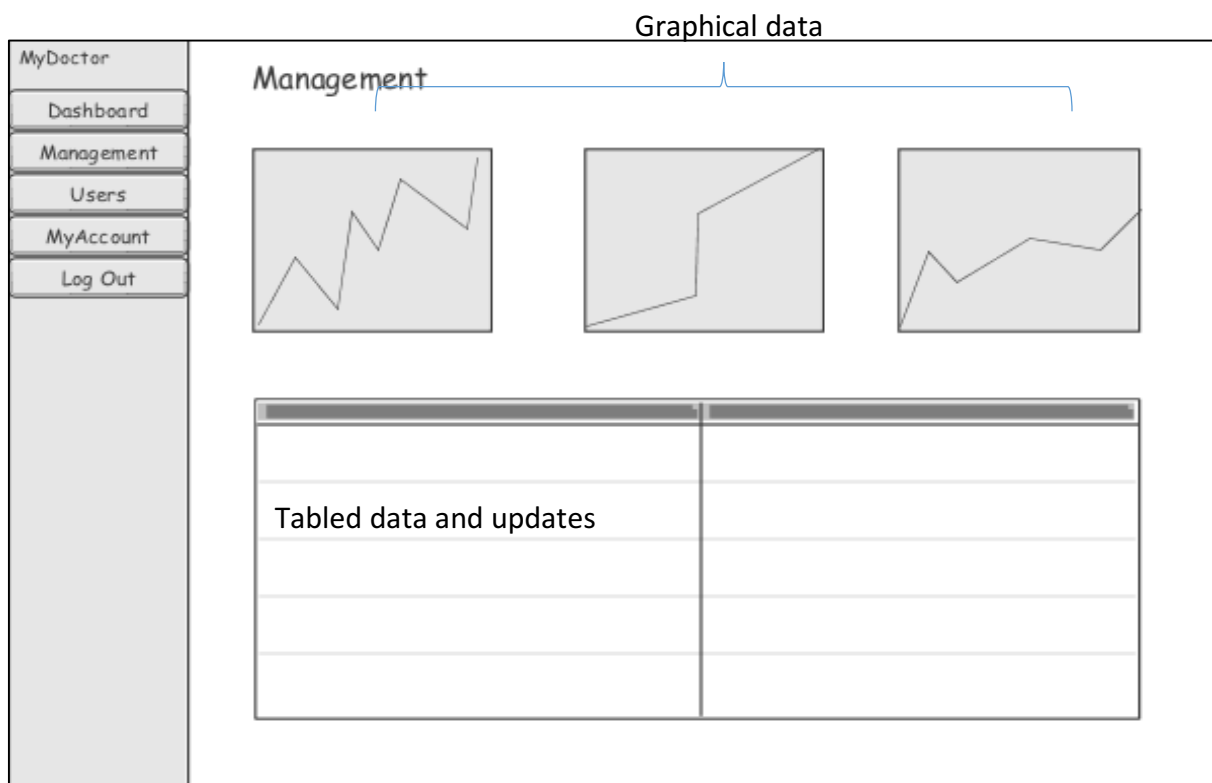 Graphical data
MyDoctor
Dashboard
Management
Users
MyAccount
Log Out
Management
Tabled data and updates